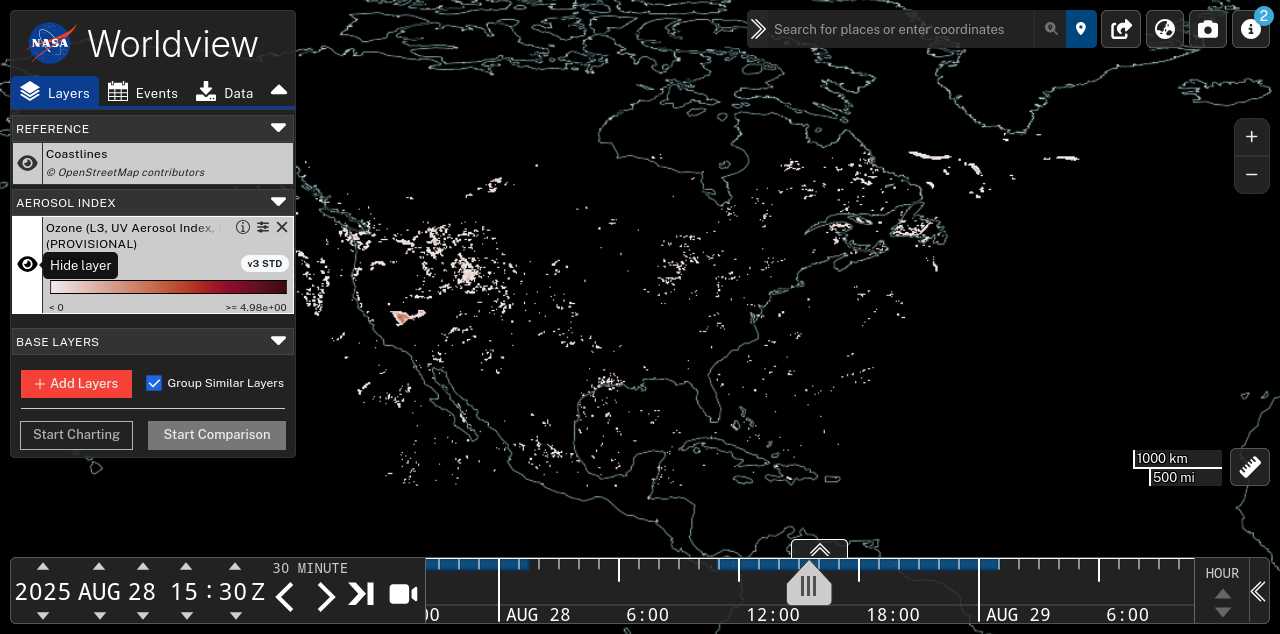 NASA
Worldview
Search for places or enter coordinates
2
Layers
Events
Data
REFERENCE
Coastlines
© OpenStreetMap contributors
AEROSOL INDEX
Ozone (L3, UV Aerosol Index,
(PROVISIONAL)
Hide layer
v3 STD
< 0
>= 4.98e+00
BASE LAYERS
+ Add Layers
Group Similar Layers
Start Charting
Start Comparison
+
−
1000 km
500 mi
2025 AUG 28 15 : 30 Z
30 MINUTE
00
AUG 28
6:00
12:00
18:00
AUG 29
6:00
HOUR